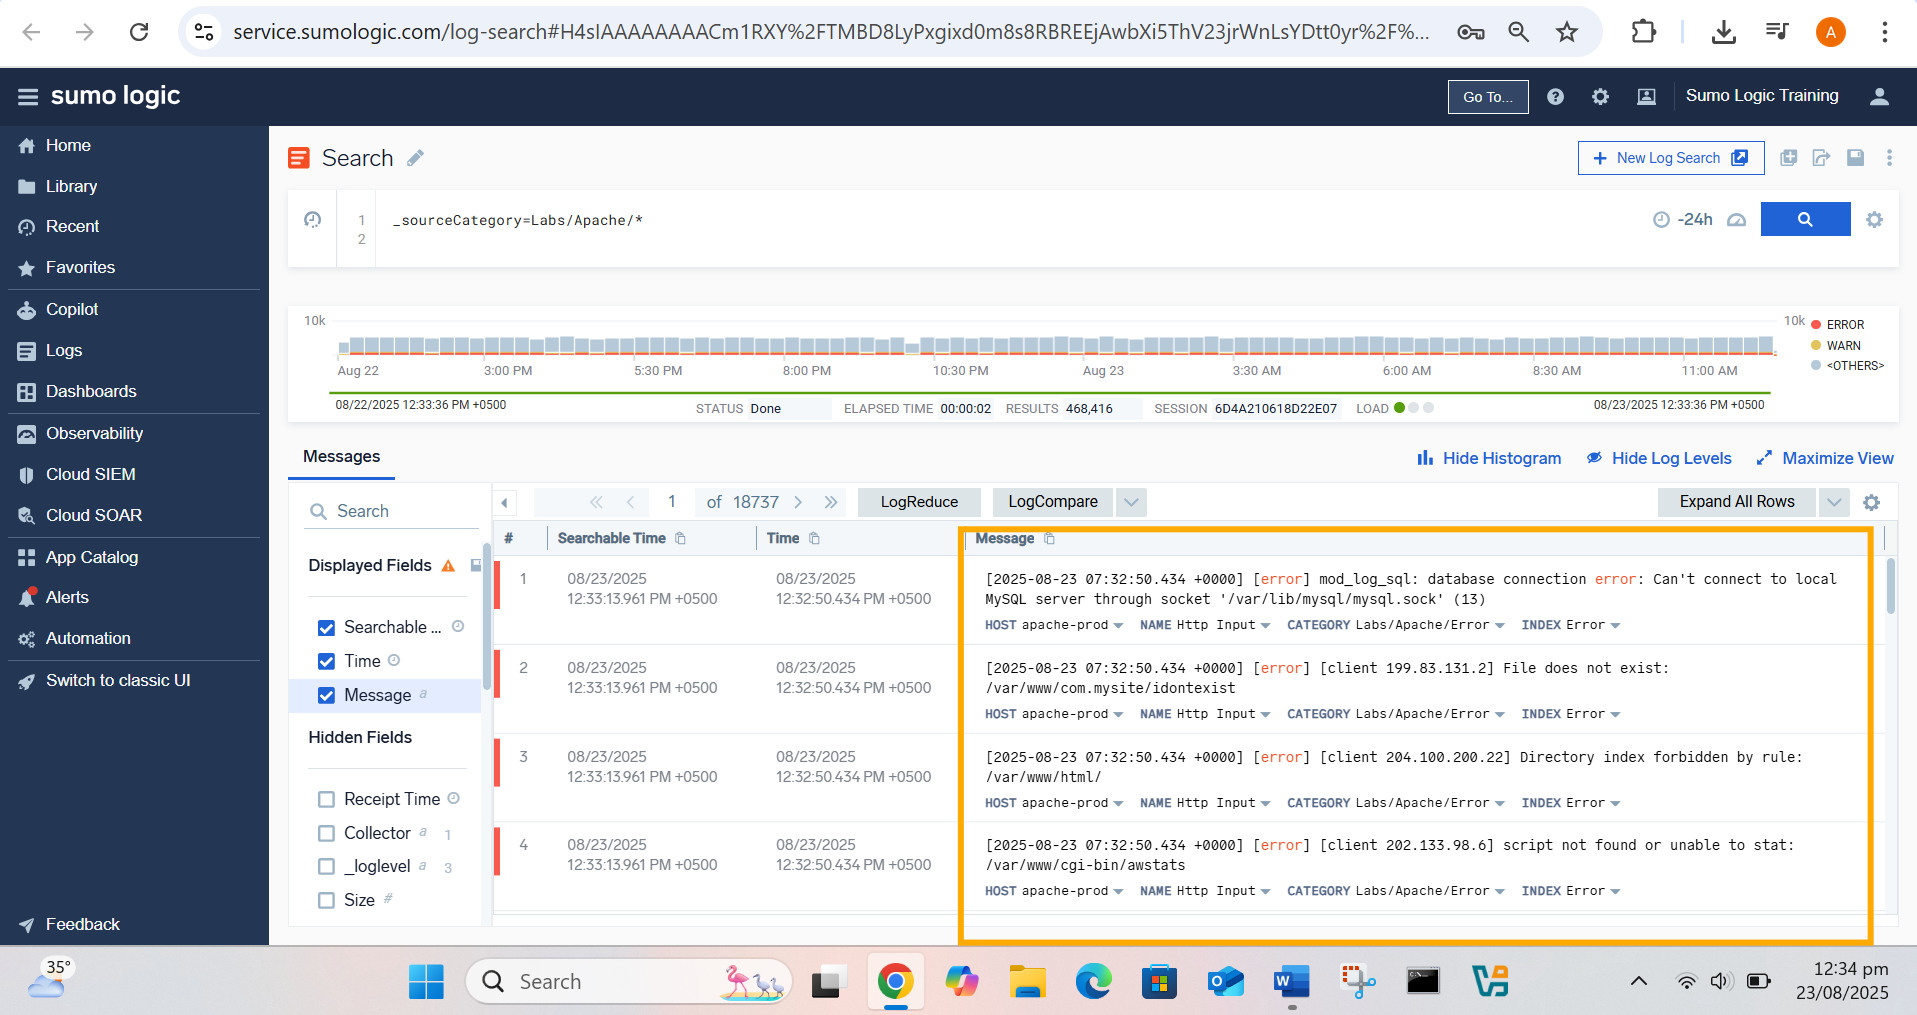 service.sumologic.com/log-search#H4sIAAAAAAAACm1RXY%2FTMBD8LyPxgixd0m8s8RBREEjAwbXi5ThV23jrWnLsYDtt0yr%2F%...
A
sumo logic
Go To...
Sumo Logic Training
Home
Library
Recent
Favorites
Copilot
Logs
Dashboards
Observability
Cloud SIEM
Cloud SOAR
App Catalog
Alerts
Automation
Switch to classic UI
Feedback
Search
+ New Log Search
1 _sourceCategory=Labs/Apache/*
2
-24h
10k
10k
ERROR
WARN
<OTHERS>
Aug 22 3:00 PM 5:30 PM 8:00 PM 10:30 PM Aug 23 3:30 AM 6:00 AM 8:30 AM 11:00 AM
08/22/2025 12:33:36 PM +0500
STATUS Done ELAPSED TIME 00:00:02 RESULTS 468,416 SESSION 6D4A210618D22E07 LOAD
08/23/2025 12:33:36 PM +0500
Messages
Hide Histogram Hide Log Levels Maximize View
Search
Displayed Fields
Searchable ...
Time
Message a
Hidden Fields
Receipt Time
Collector a 1
_loglevel a 3
Size #
1 of 18737 LogReduce LogCompare Expand All Rows
# Searchable Time Time Message
1 08/23/2025 08/23/2025 [2025-08-23 07:32:50.434 +0000] [error] mod_log_sql: database connection error: Can't connect to local
12:33:13.961 PM +0500 12:32:50.434 PM +0500 MySQL server through socket '/var/lib/mysql/mysql.sock' (13)
HOST apache-prod NAME Http Input CATEGORY Labs/Apache/Error INDEX Error
2 08/23/2025 08/23/2025 [2025-08-23 07:32:50.434 +0000] [error] [client 199.83.131.2] File does not exist:
12:33:13.961 PM +0500 12:32:50.434 PM +0500 /var/www/com.mysite/idontexist
HOST apache-prod NAME Http Input CATEGORY Labs/Apache/Error INDEX Error
3 08/23/2025 08/23/2025 [2025-08-23 07:32:50.434 +0000] [error] [client 204.100.200.22] Directory index forbidden by rule:
12:33:13.961 PM +0500 12:32:50.434 PM +0500 /var/www/html/
HOST apache-prod NAME Http Input CATEGORY Labs/Apache/Error INDEX Error
4 08/23/2025 08/23/2025 [2025-08-23 07:32:50.434 +0000] [error] [client 202.133.98.6] script not found or unable to stat:
12:33:13.961 PM +0500 12:32:50.434 PM +0500 /var/www/cgi-bin/awstats
HOST apache-prod NAME Http Input CATEGORY Labs/Apache/Error INDEX Error
35°
Search
12:34 pm
23/08/2025